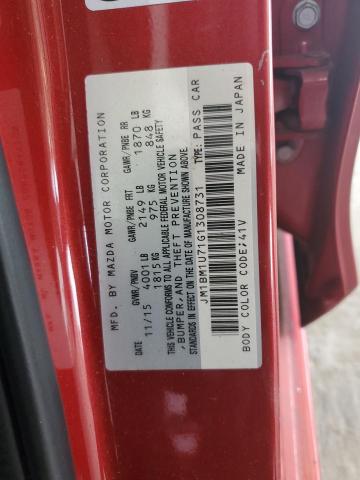 MFD. BY MAZDA MOTOR CORPORATION
GVWR/PNBV GAWR/PNBE FRT GAWR/PNBE RR
11/15 4001 LB 2149 LB 1870 LB
1815 KG 975 KG 848 KG
THIS VEHICLE CONFORMS TO ALL APPLICABLE FEDERAL MOTOR VEHICLE SAFETY
,BUMPER,AND THEFT PREVENTION
STANDARDS IN EFFECT ON THE DATE OF MANUFACTURE SHOWN ABOVE.
JM1BM1U71G1308731 TYPE: PASS CAR
BODY COLOR CODE;41V MADE IN JAPAN